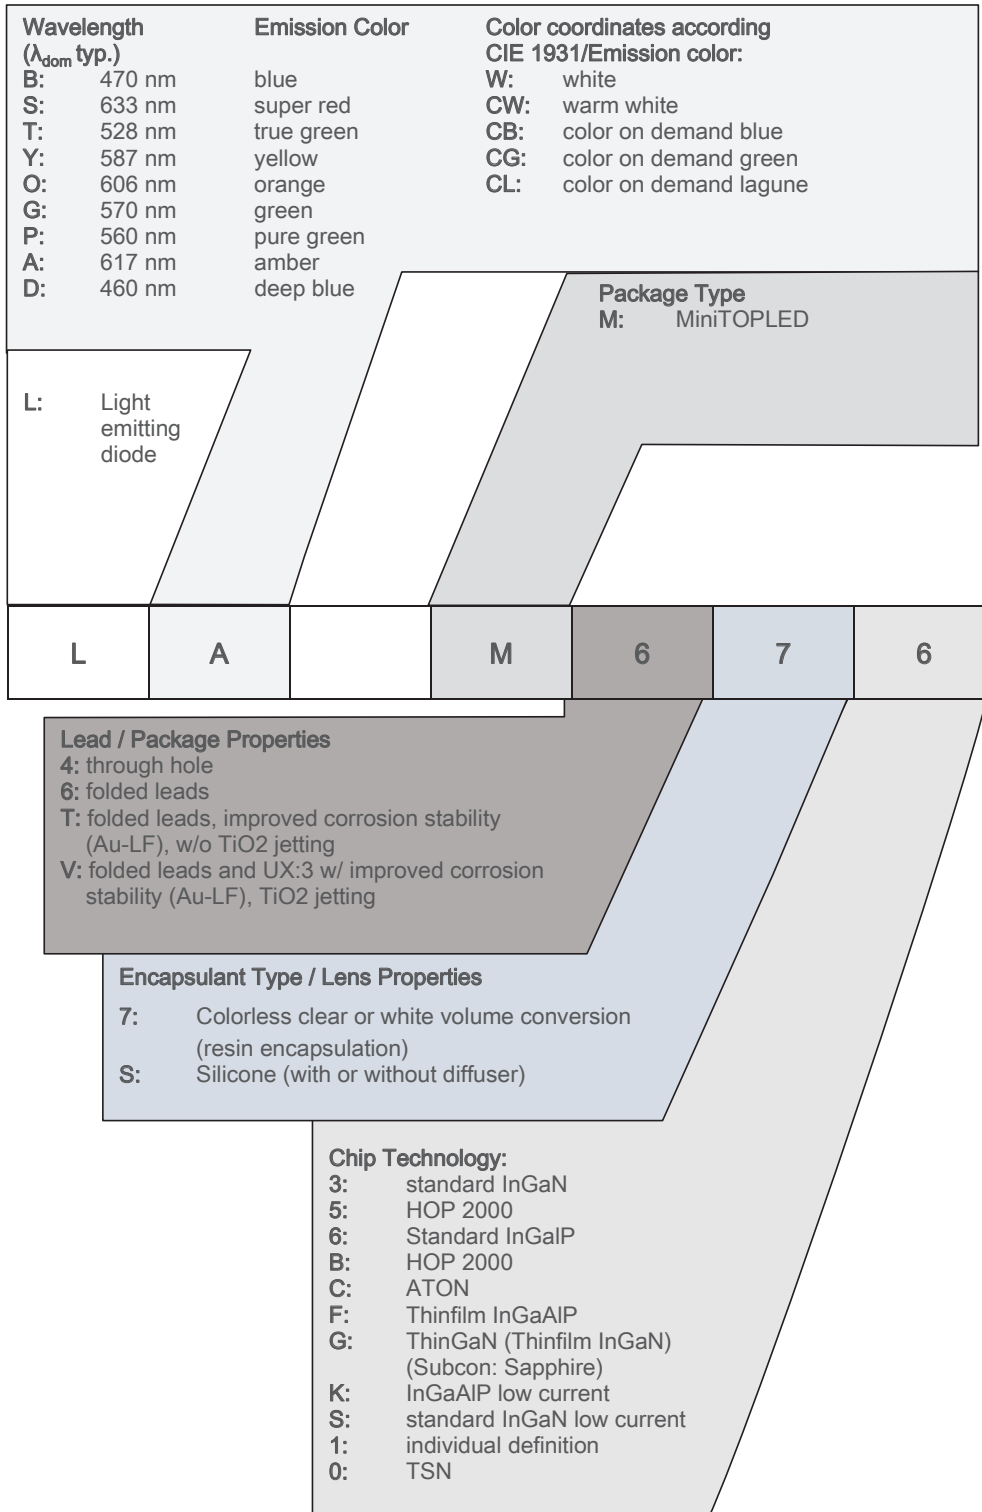 Wavelength Emission Color Color coordinates according
(λdom typ.) CIE 1931/Emission color:
B: 470 nm blue W: white
S: 633 nm super red CW: warm white
T: 528 nm true green CB: color on demand blue
Y: 587 nm yellow CG: color on demand green
O: 606 nm orange CL: color on demand lagune
G: 570 nm green
P: 560 nm pure green
A: 617 nm amber
D: 460 nm deep blue
Package Type
M: MiniTOPLED
L: Light
emitting
diode
L A M 6 7 6
Lead / Package Properties
4: through hole
6: folded leads
T: folded leads, improved corrosion stability
(Au-LF), w/o TiO2 jetting
V: folded leads and UX:3 w/ improved corrosion
stability (Au-LF), TiO2 jetting
Encapsulant Type / Lens Properties
7: Colorless clear or white volume conversion
(resin encapsulation)
S: Silicone (with or without diffuser)
Chip Technology:
3: standard InGaN
5: HOP 2000
6: Standard InGalP
B: HOP 2000
C: ATON
F: Thinfilm InGaAlP
G: ThinGaN (Thinfilm InGaN)
(Subcon: Sapphire)
K: InGaAlP low current
S: standard InGaN low current
1: individual definition
0: TSN